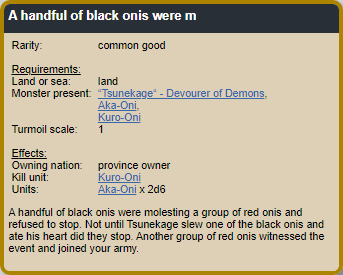 A handful of black onis were m
Rarity: common good
Requirements:
Land or sea: land
Monster present: "Tsunekage" - Devourer of Demons,
Aka-Oni,
Kuro-Oni
Turmoil scale: 1
Effects:
Owning nation: province owner
Kill unit: Kuro-Oni
Units: Aka-Oni x 2d6
A handful of black onis were molesting a group of red onis and
refused to stop. Not until Tsunekage slew one of the black onis and
ate his heart did they stop. Another group of red onis witnessed the
event and joined your army.